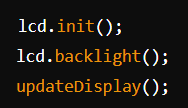 lcd.init();
lcd.backlight();
updateDisplay();